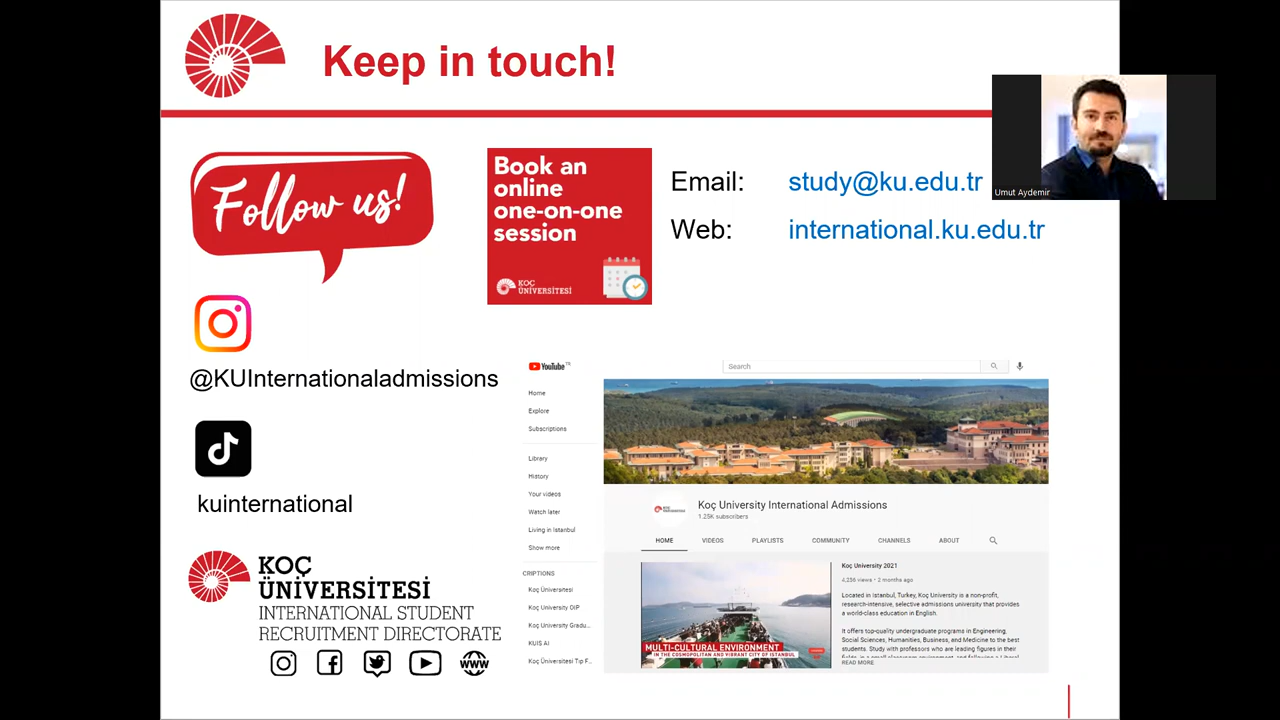 Keep in touch!
Follow us!
Book an
online
one-on-one
session
KOÇ
ÜNİVERSİTESİ
Email: study@ku.edu.tr
Web: international.ku.edu.tr
Umut Aydemir
@KUInternationaladmissions
kuinternational
KOÇ
ÜNİVERSİTESİ
INTERNATIONAL STUDENT
RECRUITMENT DIRECTORATE
WWW
YouTube TR
Search
Home
Explore
Subscriptions
Library
History
Your videos
Watch later
Living in Istanbul
Show more
CRIPTIONS
Koç Üniversitesi
Koç University OIP
Koç University Gradu...
KUIS AI
Koç Üniversitesi Tıp F...
Koç University International Admissions
1.25K subscribers
HOME VIDEOS PLAYLISTS COMMUNITY CHANNELS ABOUT
MULTI-CULTURAL ENVIRONMENT
IN THE COSMOPOLITAN AND VIBRANT CITY OF ISTANBUL
Koç University 2021
4,256 views • 2 months ago
Located in Istanbul, Turkey, Koç University is a non-profit,
research-intensive, selective admissions university that provides
a world-class education in English.
It offers top-quality undergraduate programs in Engineering,
Social Sciences, Humanities, Business, and Medicine to the best
students. Study with professors who are leading figures in their
fields, in a small classroom environment, and following a Liberal
READ MORE